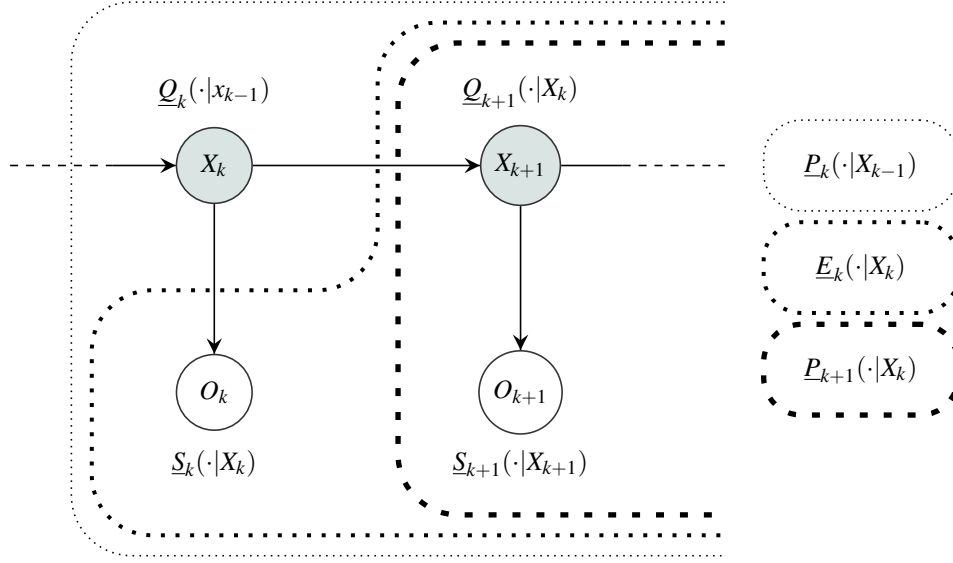 Q̲ₖ(·|xₖ₋₁)
Q̲ₖ₊₁(·|Xₖ)
Xₖ
Xₖ₊₁
P̲ₖ(·|Xₖ₋₁)
E̲ₖ(·|Xₖ)
P̲ₖ₊₁(·|Xₖ)
Oₖ
Oₖ₊₁
S̲ₖ(·|Xₖ)
S̲ₖ₊₁(·|Xₖ₊₁)